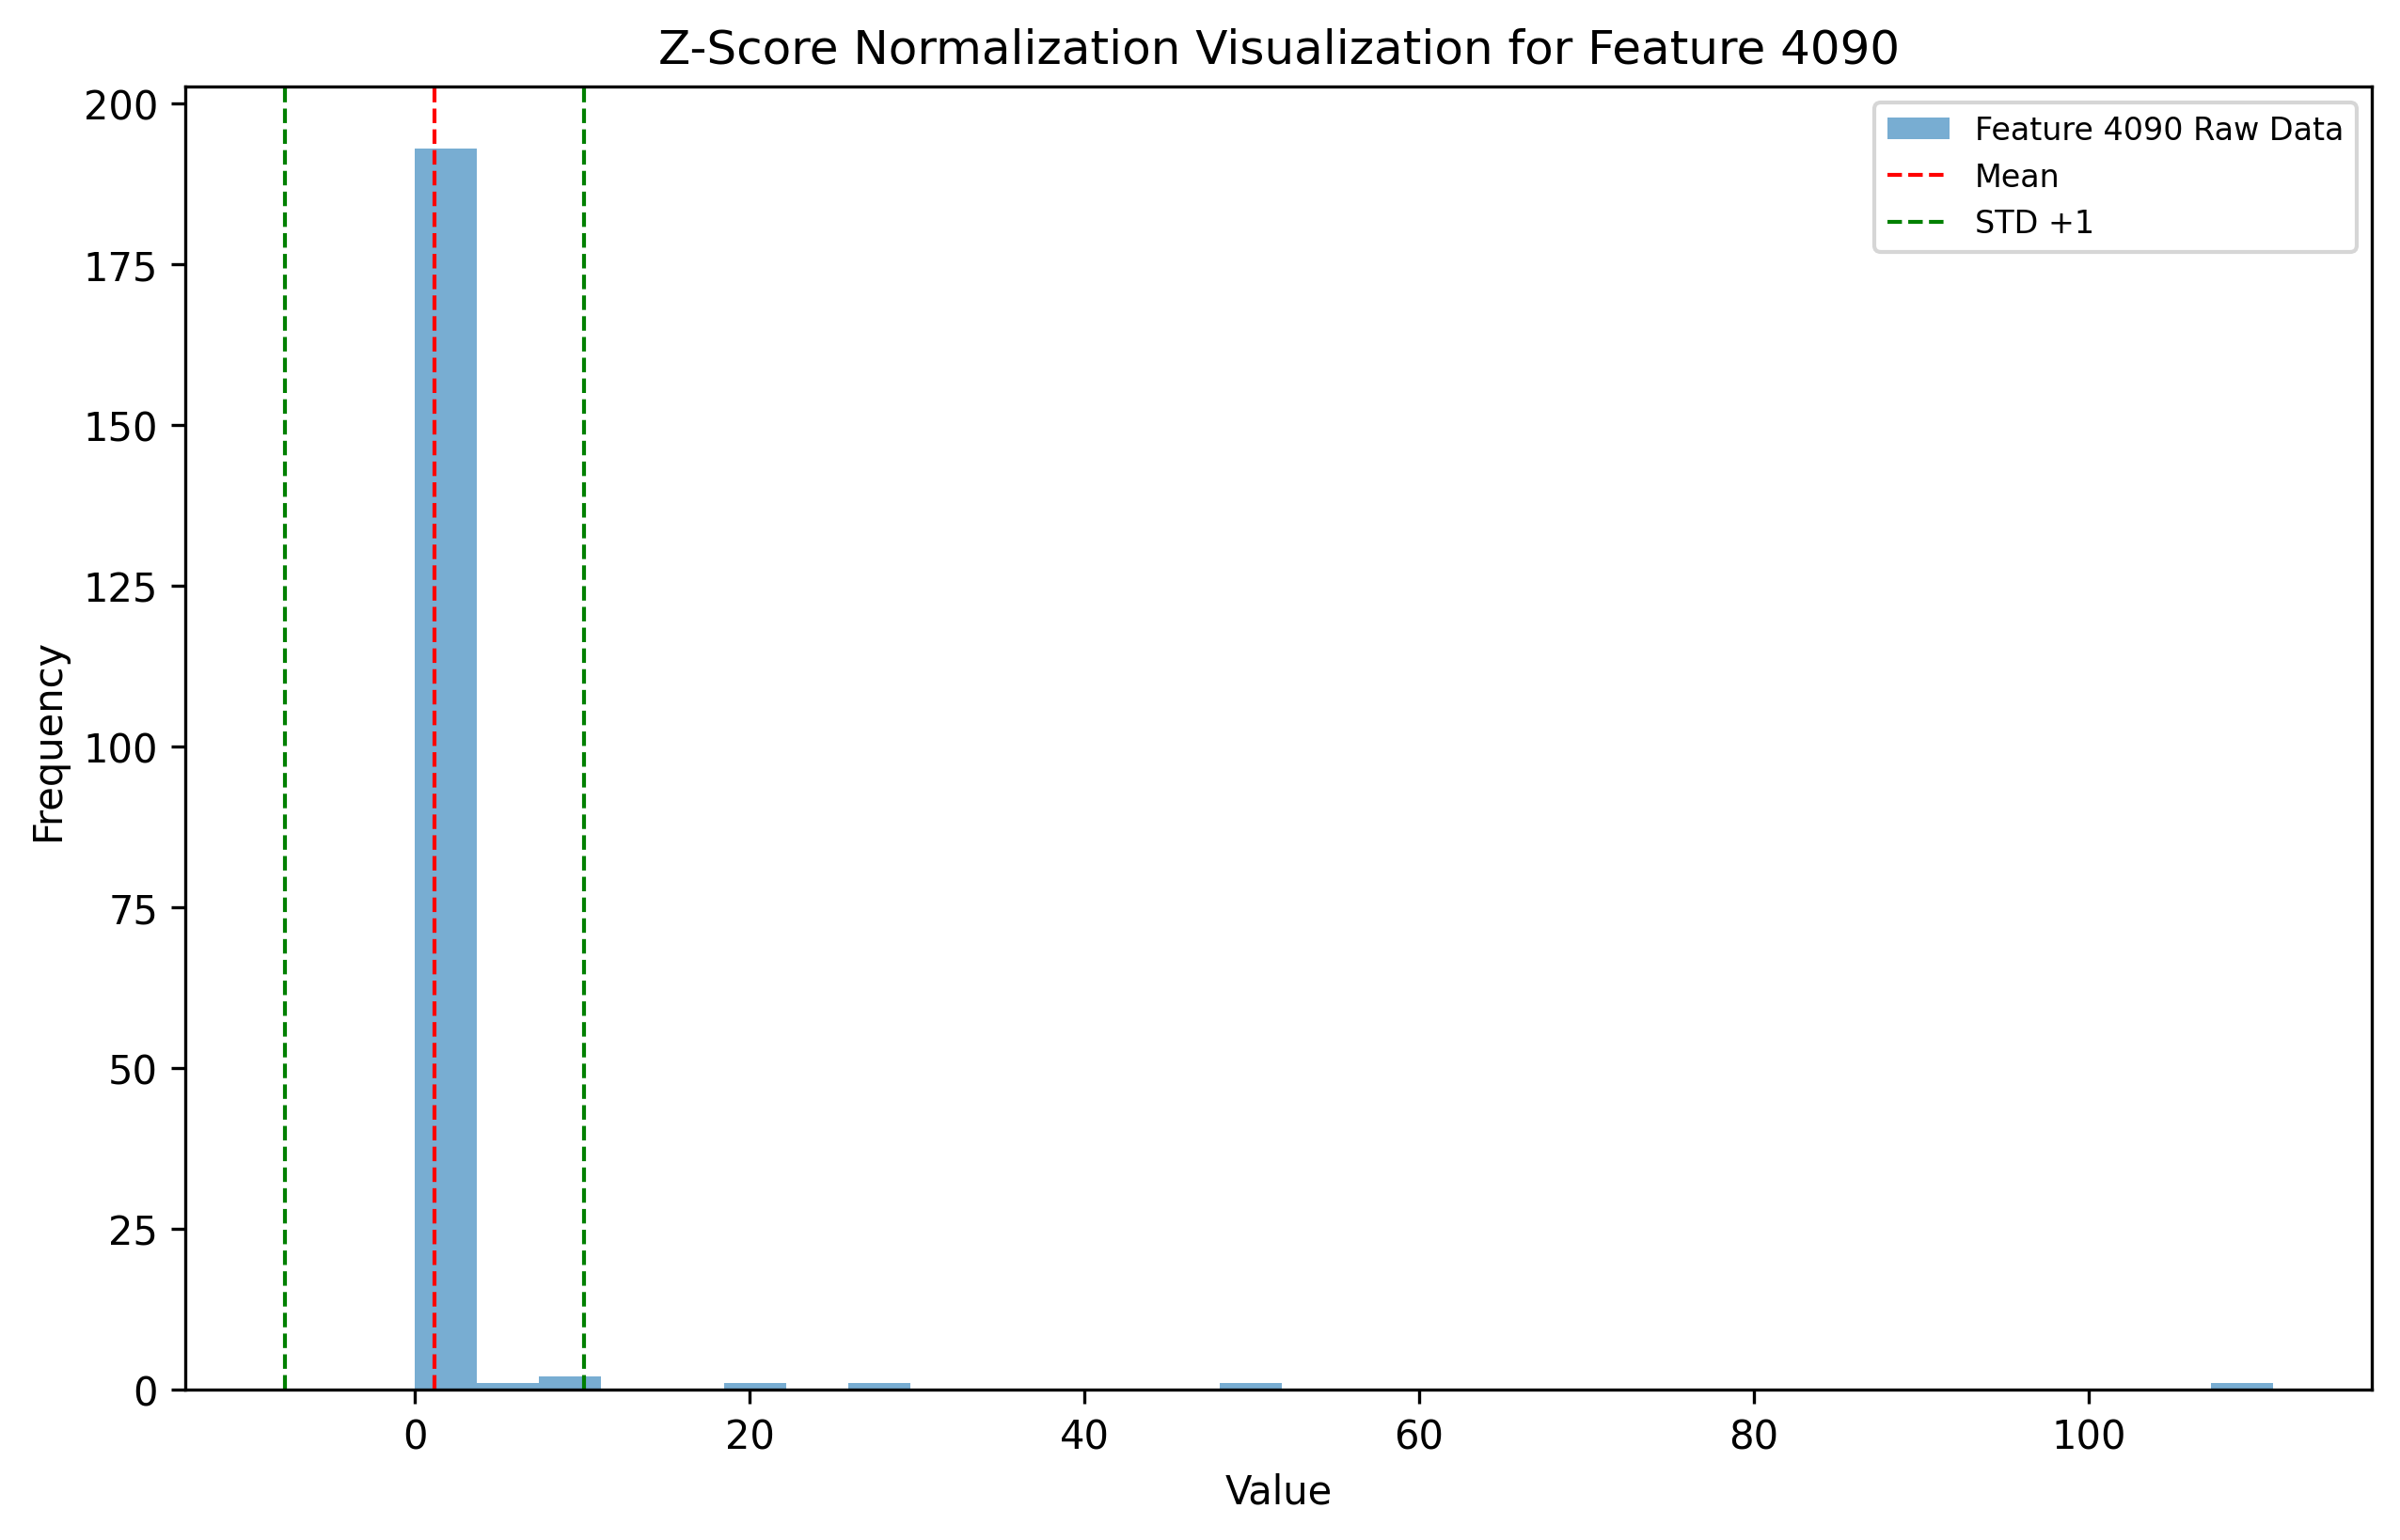 Z-Score Normalization Visualization for Feature 4090
Feature 4090 Raw Data
Mean
STD +1
200
175
150
125
100
75
50
25
0
Frequency
0 20 40 60 80 100
Value